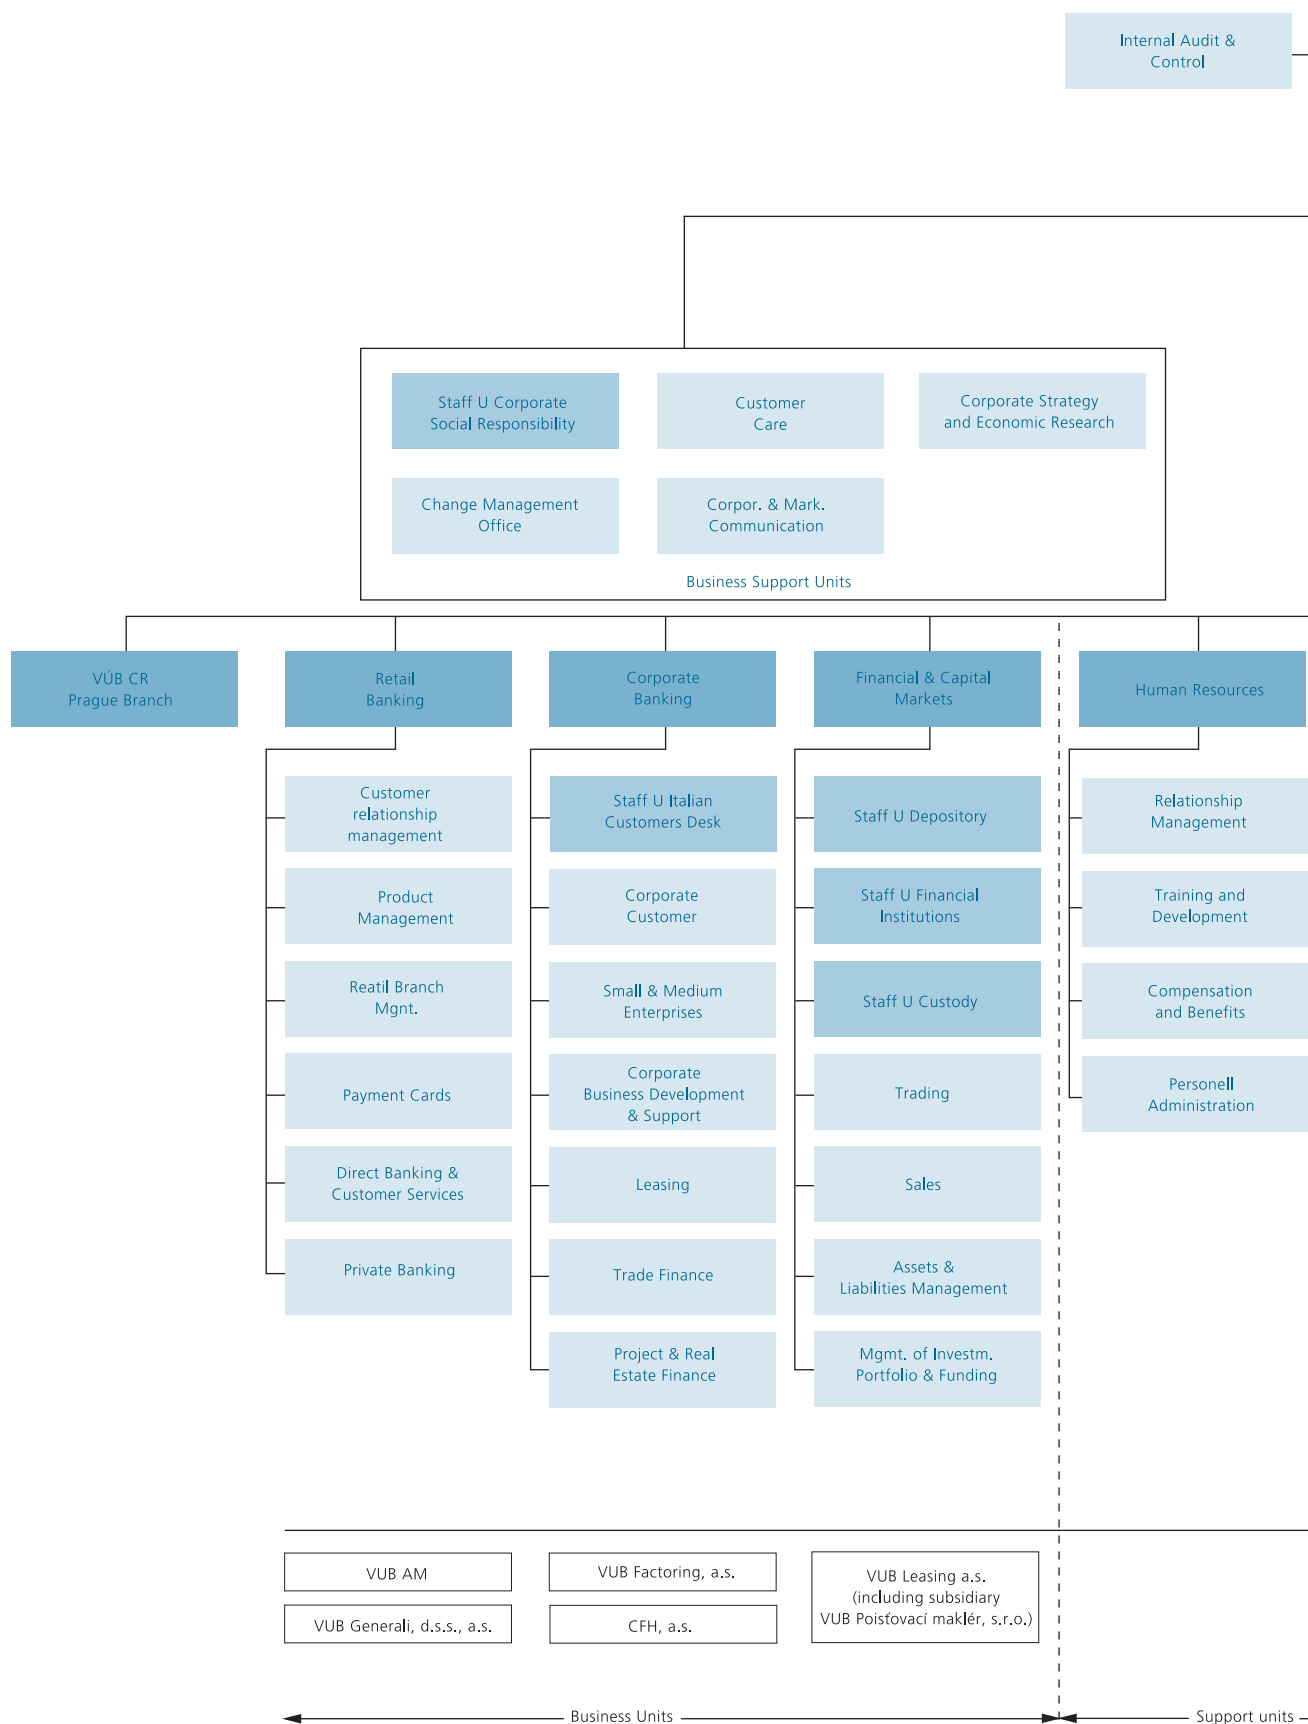 Internal Audit &
Control
Staff U Corporate
Social Responsibility
Customer
Care
Corporate Strategy
and Economic Research
Change Management
Office
Corpor. & Mark.
Communication
Business Support Units
VÚB CR
Prague Branch
Retail
Banking
Corporate
Banking
Financial & Capital
Markets
Human Resources
Customer
relationship
management
Product
Management
Reatil Branch
Mgnt.
Payment Cards
Direct Banking &
Customer Services
Private Banking
Staff U Italian
Customers Desk
Corporate
Customer
Small & Medium
Enterprises
Corporate
Business Development
& Support
Leasing
Trade Finance
Project & Real
Estate Finance
Staff U Depository
Staff U Financial
Institutions
Staff U Custody
Trading
Sales
Assets &
Liabilities Management
Mgmt. of Investm.
Portfolio & Funding
Relationship
Management
Training and
Development
Compensation
and Benefits
Personell
Administration
VUB AM
VUB Generali, d.s.s., a.s.
VUB Factoring, a.s.
CFH, a.s.
VUB Leasing a.s.
(including subsidiary
VUB Poisťovací maklér, s.r.o.)
Business Units
Support units